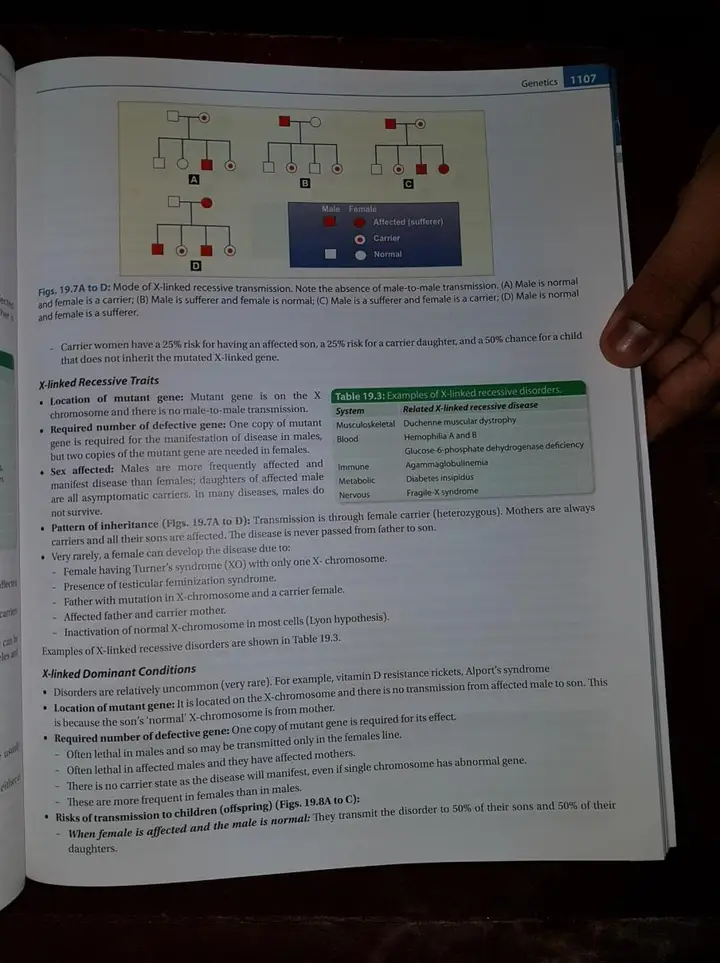 Genetics 1107
A
B
C
D
Male Female
Affected (sufferer)
Carrier
Normal
Figs. 19.7A to D: Mode of X-linked recessive transmission. Note the absence of male-to-male transmission. (A) Male is normal
and female is a carrier; (B) Male is sufferer and female is normal; (C) Male is a sufferer and female is a carrier; (D) Male is normal
and female is a sufferer.
- Carrier women have a 25% risk for having an affected son, a 25% risk for a carrier daughter, and a 50% chance for a child
that does not inherit the mutated X-linked gene.
X-linked Recessive Traits
• Location of mutant gene: Mutant gene is on the X
chromosome and there is no male-to-male transmission.
• Required number of defective gene: One copy of mutant
gene is required for the manifestation of disease in males,
but two copies of the mutant gene are needed in females.
• Sex affected: Males are more frequently affected and
manifest disease than females; daughters of affected male
are all asymptomatic carriers. In many diseases, males do
not survive.
Table 19.3: Examples of X-linked recessive disorders.
System Related X-linked recessive disease
Musculoskeletal Duchenne muscular dystrophy
Blood Hemophilia A and B
Glucose-6-phosphate dehydrogenase deficiency
Immune Agammaglobulinemia
Metabolic Diabetes insipidus
Nervous Fragile-X syndrome
• Pattern of inheritance (Figs. 19.7A to D): Transmission is through female carrier (heterozygous). Mothers are always
carriers and all their sons are affected. The disease is never passed from father to son.
• Very rarely, a female can develop the disease due to:
- Female having Turner's syndrome (XO) with only one X- chromosome.
- Presence of testicular feminization syndrome.
- Father with mutation in X-chromosome and a carrier female.
- Affected father and carrier mother.
- Inactivation of normal X-chromosome in most cells (Lyon hypothesis).
Examples of X-linked recessive disorders are shown in Table 19.3.
X-linked Dominant Conditions
• Disorders are relatively uncommon (very rare). For example, vitamin D resistance rickets, Alport's syndrome
• Location of mutant gene: It is located on the X-chromosome and there is no transmission from affected male to son. This
is because the son's 'normal' X-chromosome is from mother.
• Required number of defective gene: One copy of mutant gene is required for its effect.
- Often lethal in males and so may be transmitted only in the females line.
- Often lethal in affected males and they have affected mothers.
- There is no carrier state as the disease will manifest, even if single chromosome has abnormal gene.
- These are more frequent in females than in males.
• Risks of transmission to children (offspring) (Figs. 19.8A to C):
- When female is affected and the male is normal: They transmit the disorder to 50% of their sons and 50% of their
daughters.